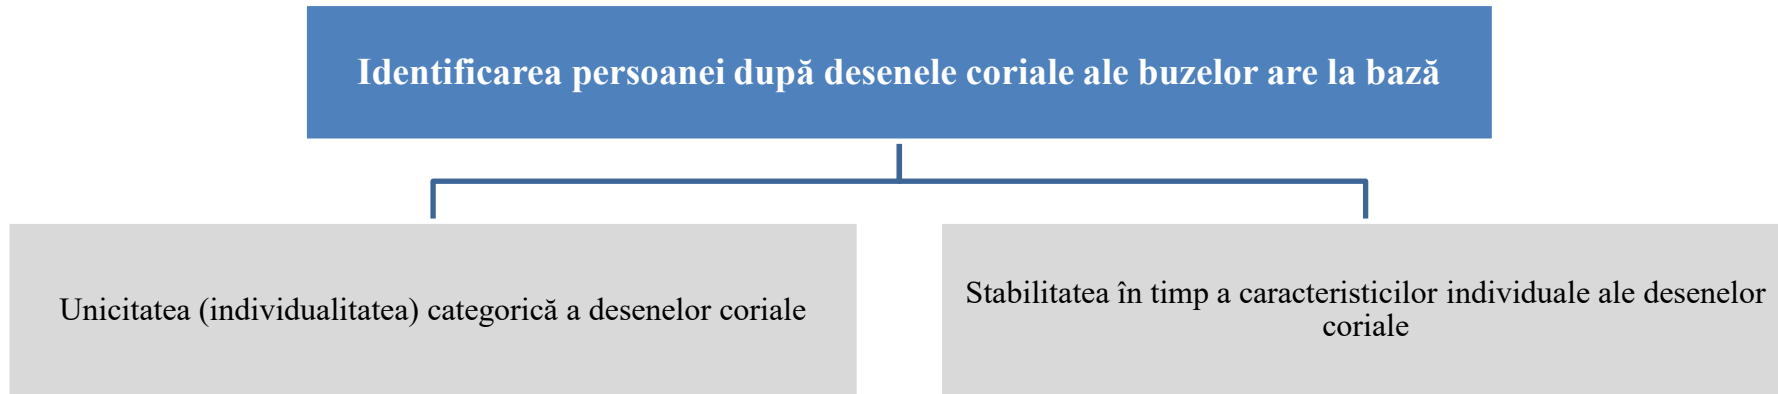 Identificarea persoanei după desenele coriale ale buzelor are la bază
Unicitatea (individualitatea) categorică a desenelor coriale
Stabilitatea în timp a caracteristicilor individuale ale desenelor
coriale